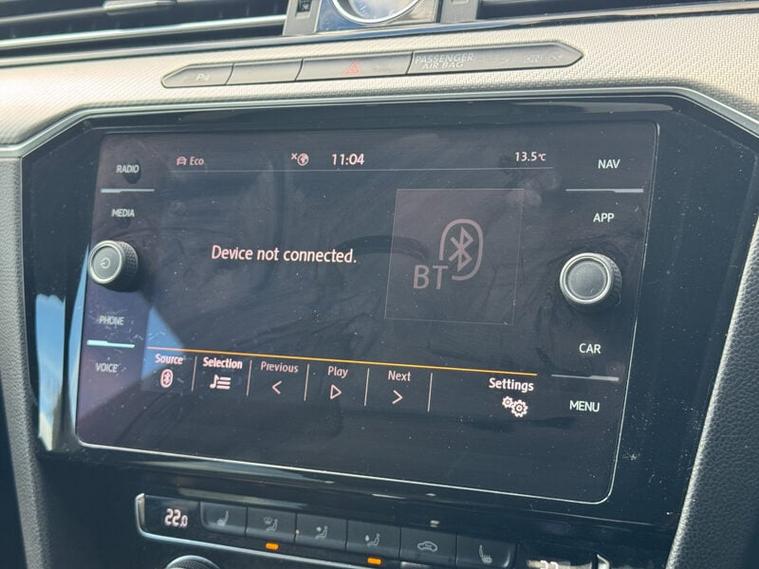 PASSENGER
AIR BAG
Eco 11:04 13.5°C
RADIO
NAV
MEDIA
APP
Device not connected.
BT
PHONE
CAR
VOICE
Source Selection Previous Play Next Settings
MENU
22.0